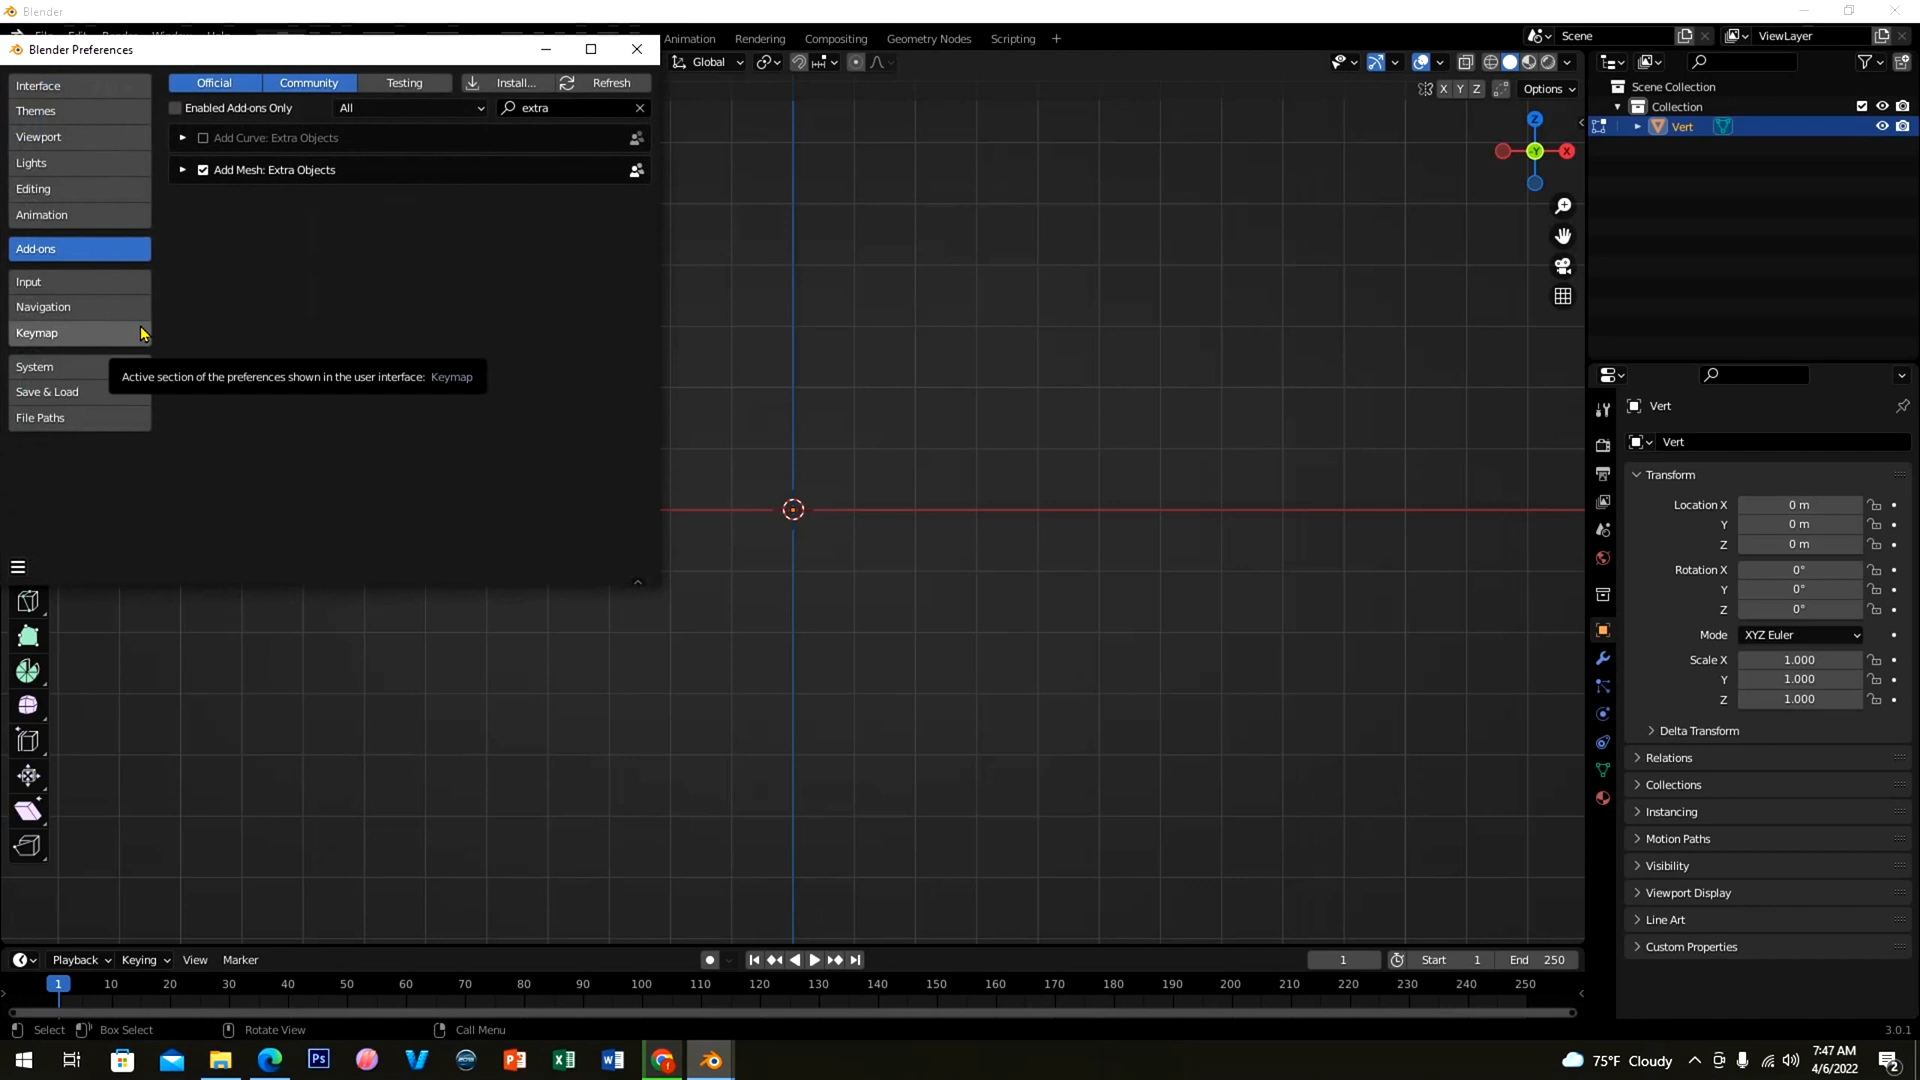 Blender
Blender Preferences
Animation
Rendering
Compositing
Geometry Nodes
Scripting
+
Scene
ViewLayer
Interface
Themes
Viewport
Lights
Editing
Animation
Add-ons
Input
Navigation
Keymap
System
Save & Load
File Paths
Official
Community
Testing
Install...
Refresh
Enabled Add-ons Only
All
extra
Add Curve: Extra Objects
Add Mesh: Extra Objects
Active section of the preferences shown in the user interface: Keymap
Global
X Y Z
Options
Z
-Y
X
Scene Collection
Collection
Vert
Vert
Vert
Transform
Location X 0 m
Y 0 m
Z 0 m
Rotation X 0°
Y 0°
Z 0°
Mode XYZ Euler
Scale X 1.000
Y 1.000
Z 1.000
Delta Transform
Relations
Collections
Instancing
Motion Paths
Visibility
Viewport Display
Line Art
Custom Properties
Playback Keying View Marker
1 Start 1 End 250
1 10 20 30 40 50 60 70 80 90 100 110 120 130 140 150 160 170 180 190 200 210 220 230 240 250
Select Box Select Rotate View Call Menu
3.0.1
75°F Cloudy
7:47 AM
4/6/2022
2